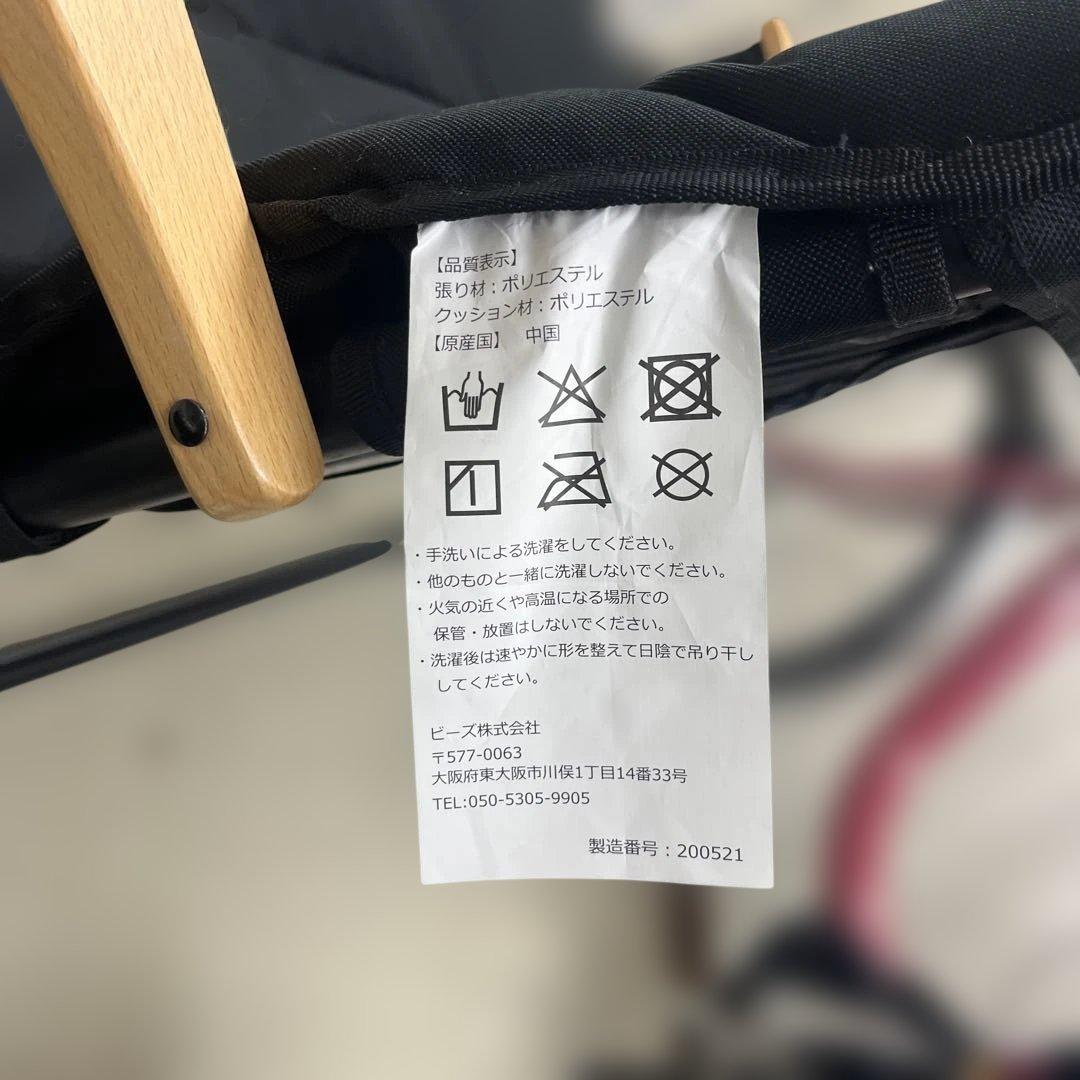 【品質表示】
張り材：ポリエステル
クッション材：ポリエステル
【原産国】　中国
・手洗いによる洗濯をしてください。
・他のものと一緒に洗濯しないでください。
・火気の近くや高温になる場所での
保管・放置はしないでください。
・洗濯後は速やかに形を整えて日陰で吊り干し
してください。
ビーズ株式会社
〒577-0063
大阪府東大阪市川俣1丁目14番33号
TEL:050-5305-9905
製造番号：200521